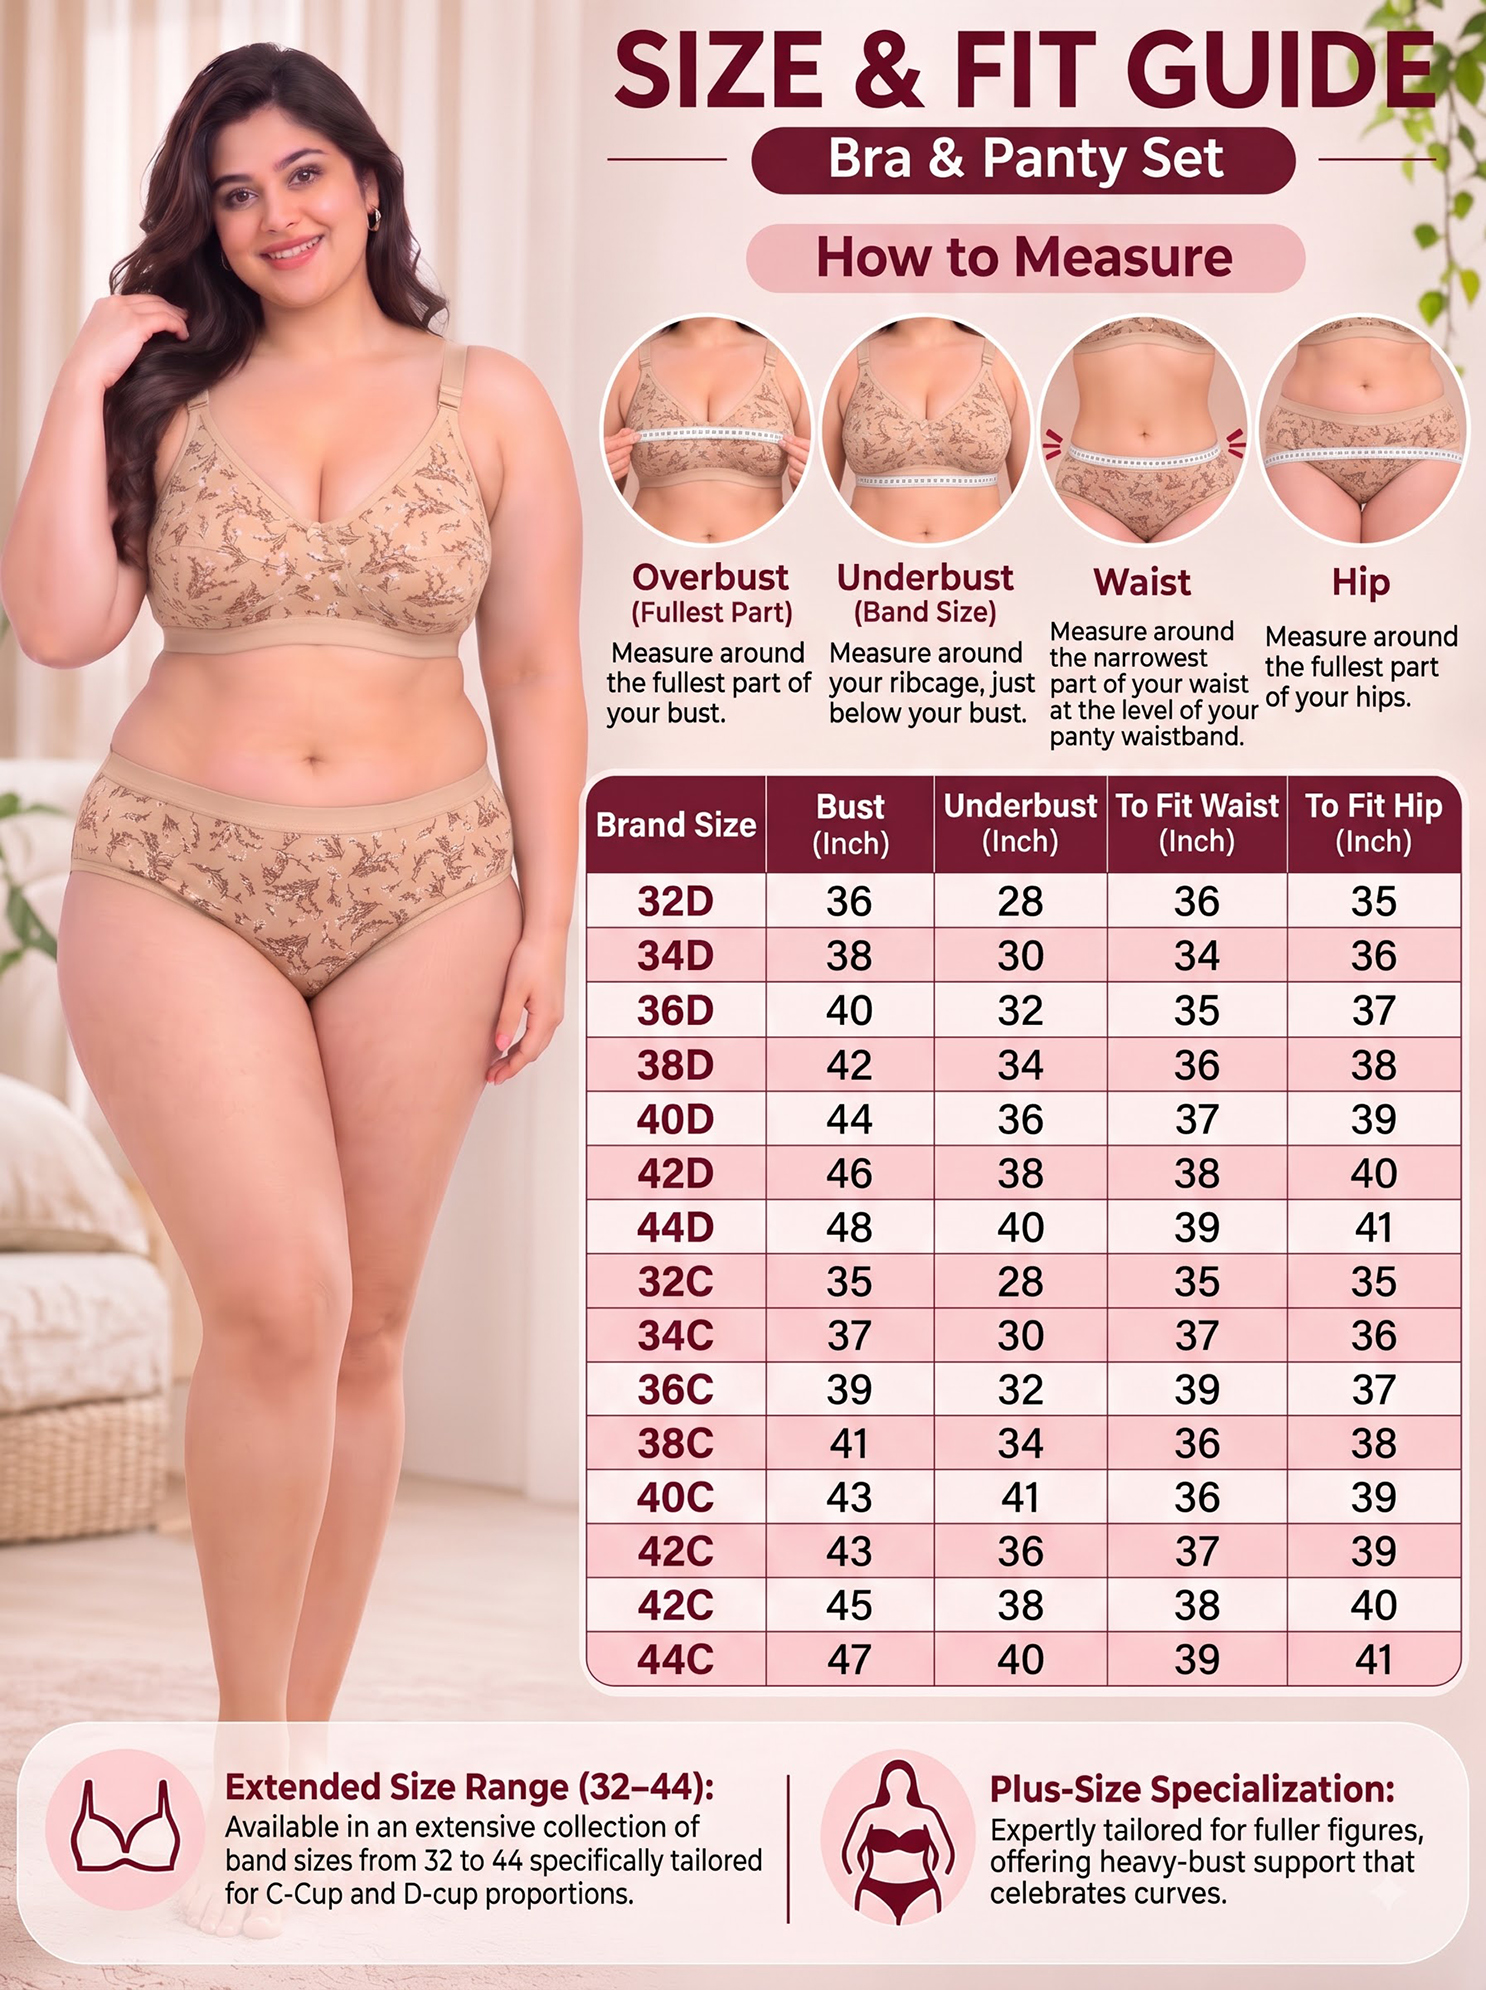 SIZE & FIT GUIDE
Bra & Panty Set
How to Measure
Overbust
(Fullest Part)
Measure around
the fullest part of
your bust.
Underbust
(Band Size)
Measure around
your ribcage, just
below your bust.
Waist
Measure around
the narrowest
part of your waist
at the level of your
panty waistband.
Hip
Measure around
the fullest part
of your hips.
Brand Size Bust (Inch) Underbust (Inch) To Fit Waist (Inch) To Fit Hip (Inch)
32D 36 28 36 35
34D 38 30 34 36
36D 40 32 35 37
38D 42 34 36 38
40D 44 36 37 39
42D 46 38 38 40
44D 48 40 39 41
32C 35 28 35 35
34C 37 30 37 36
36C 39 32 39 37
38C 41 34 36 38
40C 43 41 36 39
42C 43 36 37 39
42C 45 38 38 40
44C 47 40 39 41
Extended Size Range (32–44):
Available in an extensive collection of
band sizes from 32 to 44 specifically tailored
for C-Cup and D-cup proportions.
Plus-Size Specialization:
Expertly tailored for fuller figures,
offering heavy-bust support that
celebrates curves.